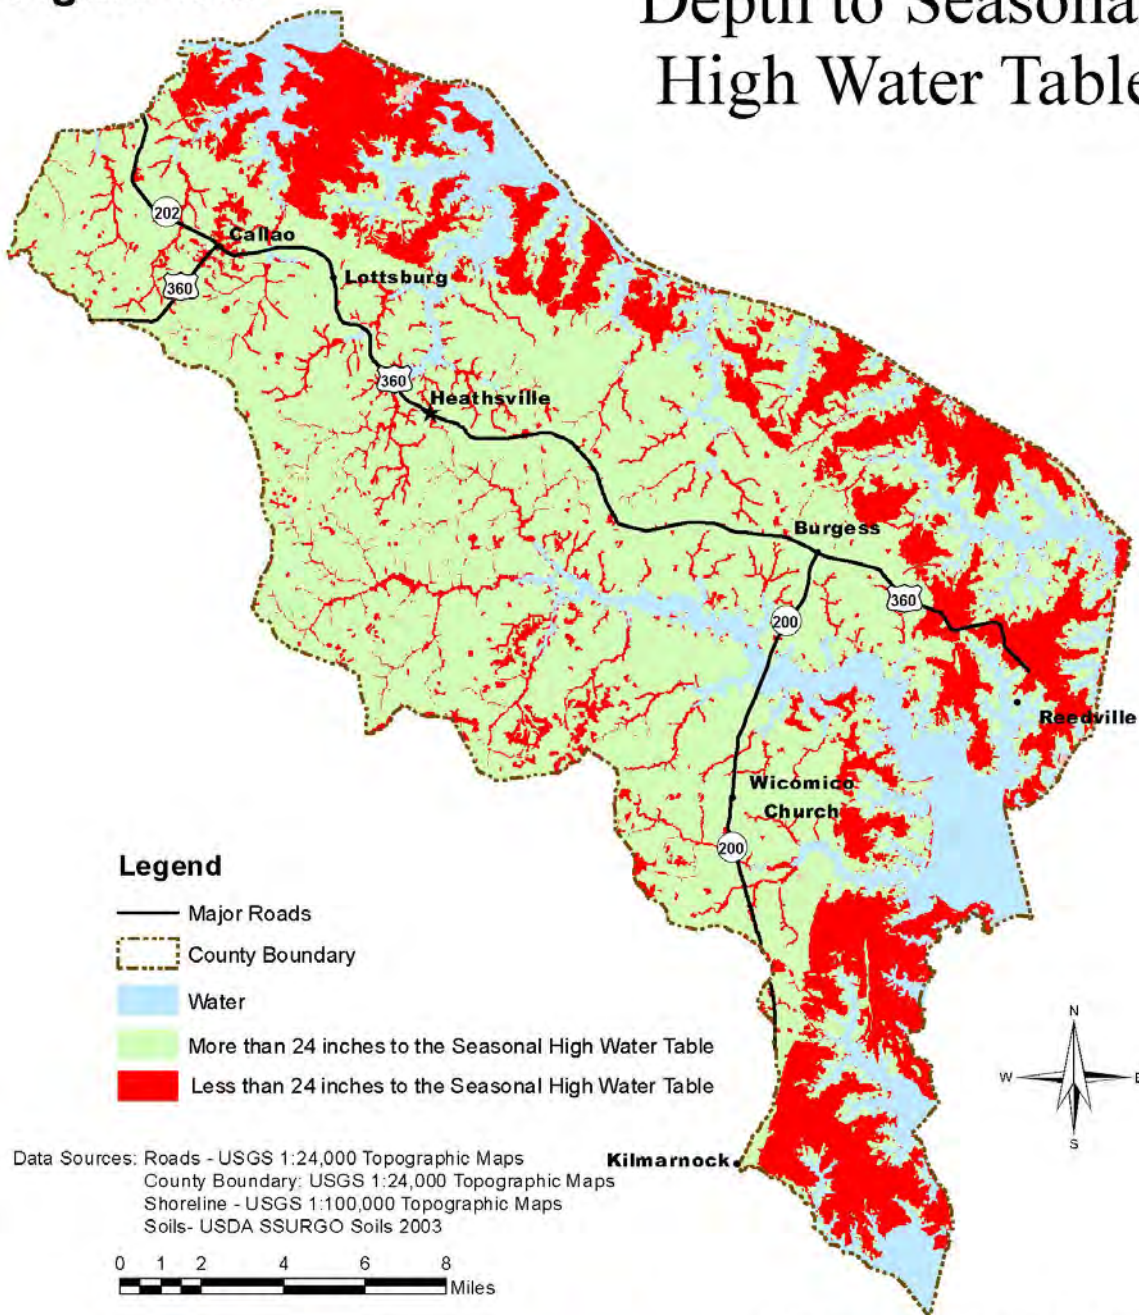 Depth to Seasonal
High Water Table
202
Callao
Lottsburg
360
360
Heathsville
Burgess
360
200
Reedville
Wicomico
Church
200
Legend
Major Roads
County Boundary
Water
More than 24 inches to the Seasonal High Water Table
Less than 24 inches to the Seasonal High Water Table
N
W
E
S
Kilmarnock
Data Sources: Roads - USGS 1:24,000 Topographic Maps
County Boundary: USGS 1:24,000 Topographic Maps
Shoreline - USGS 1:100,000 Topographic Maps
Soils- USDA SSURGO Soils 2003
0 1 2 4 6 8
Miles